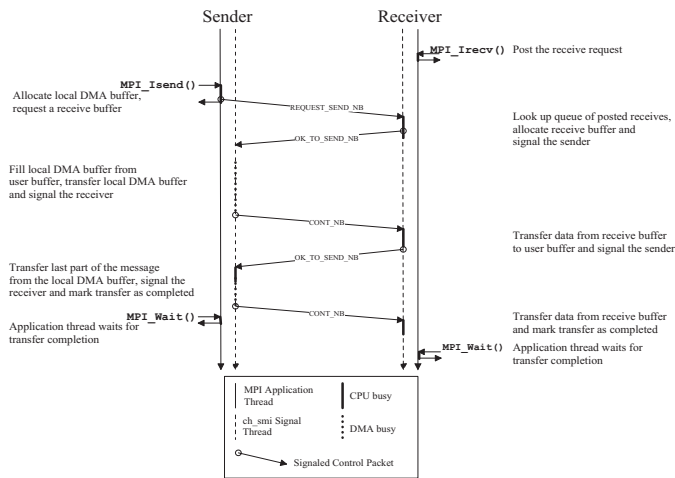 Sender
Receiver
MPI_Irecv()
Post the receive request
MPI_Isend()
Allocate local DMA buffer,
request a receive buffer
REQUEST_SEND_NB
Look up queue of posted receives,
allocate receive buffer and
signal the sender
OK_TO_SEND_NB
Fill local DMA buffer from
user buffer, transfer local DMA buffer
and signal the receiver
CONT_NB
Transfer data from receive buffer
to user buffer and signal the sender
OK_TO_SEND_NB
Transfer last part of the message
from the local DMA buffer, signal the
receiver and mark transfer as completed
MPI_Wait()
CONT_NB
Application thread waits for
transfer completion
Transfer data from receive buffer
and mark transfer as completed
MPI_Wait()
Application thread waits for
transfer completion
MPI Application
Thread
CPU busy
ch_smi Signal
Thread
DMA busy
Signaled Control Packet